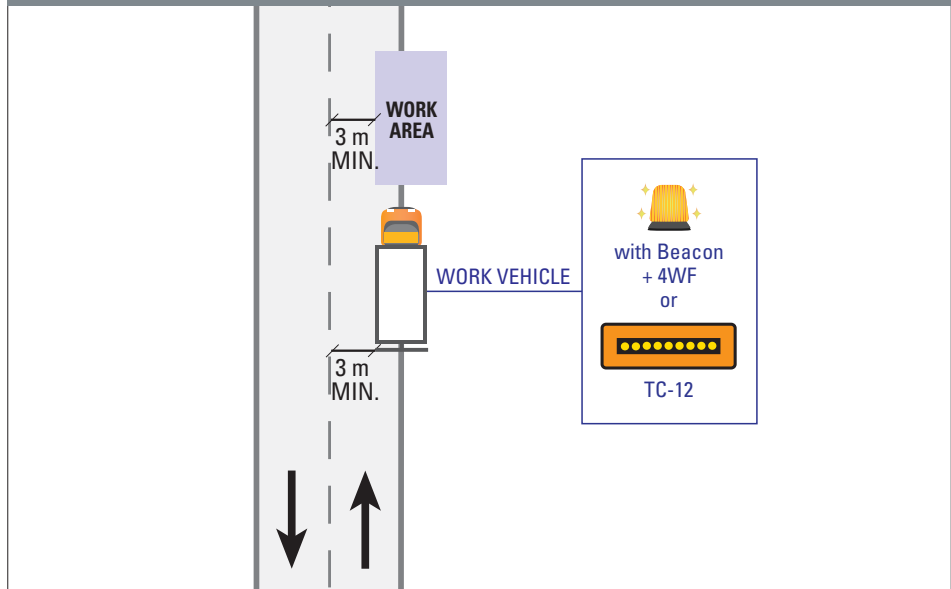 WORK
AREA
3 m
MIN.
WORK VEHICLE
with Beacon
+ 4WF
or
TC-12
3 m
MIN.